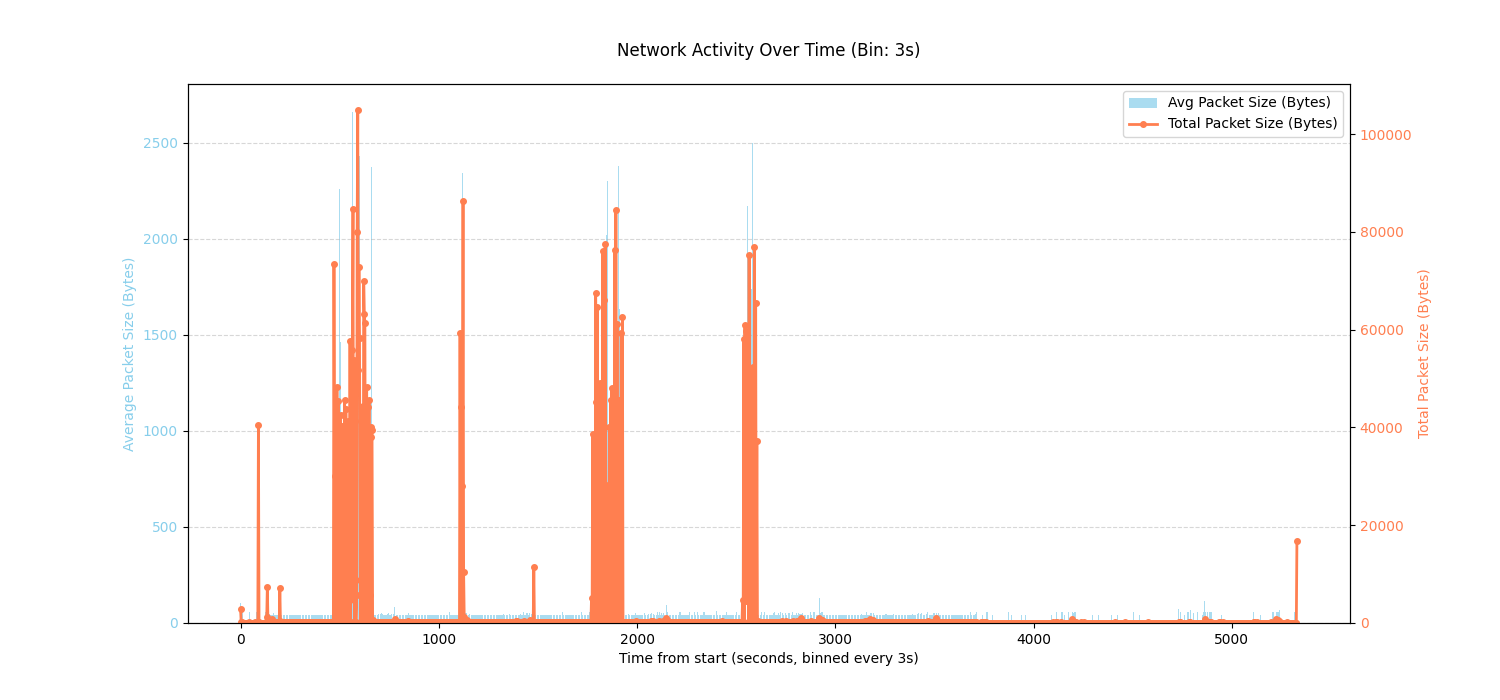 Network Activity Over Time (Bin: 3s)
Avg Packet Size (Bytes)
Total Packet Size (Bytes)
Average Packet Size (Bytes)
2500
2000
1500
1000
500
0
100000
80000
60000
40000
20000
0
Total Packet Size (Bytes)
0 1000 2000 3000 4000 5000
Time from start (seconds, binned every 3s)